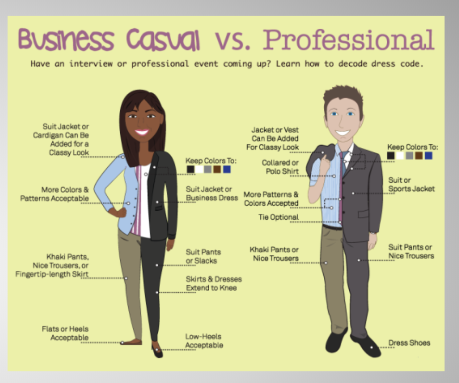 Business Casual vs. Professional
Have an interview or professional event coming up? Learn how to decode dress code.
Suit Jacket or
Cardigan Can Be
Added for a
Classy Look
More Colors &
Patterns Acceptable
Khaki Pants,
Nice Trousers, or
Fingertip-length Skirt
Flats or Heels
Acceptable
Keep Colors To:
Suit Jacket or
Business Dress
Suit Pants
or Slacks
Skirts & Dresses
Extend to Knee
Low-Heels
Acceptable
Jacket or Vest
Can Be Added
For Classy Look
Collared or
Polo Shirt
More Patterns &
Colors Accepted
Tie Optional
Khaki Pants or
Nice Trousers
Keep Colors To:
Suit or
Sports Jacket
Suit Pants or
Nice Trousers
Dress Shoes